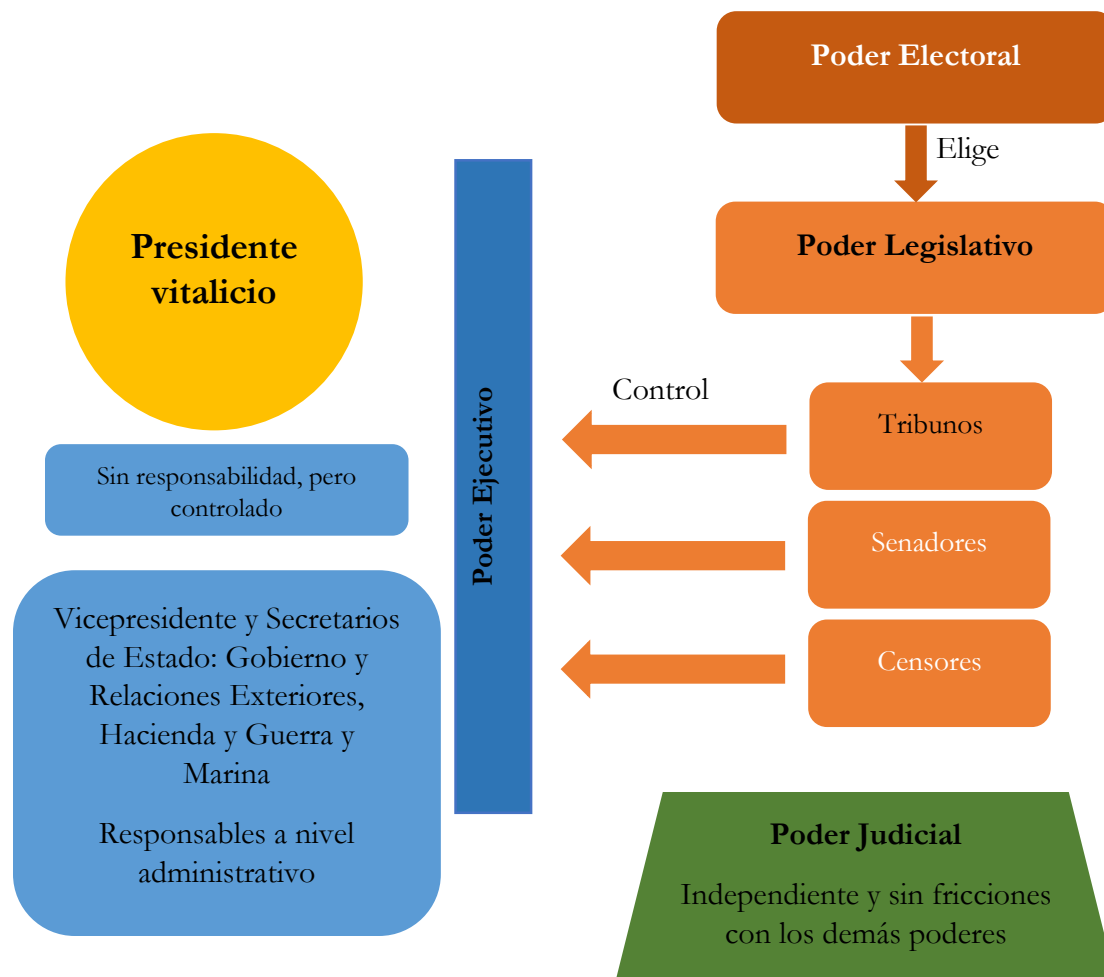 Poder Electoral
Elige
Poder Legislativo
Presidente
vitalicio
Control
Tribunos
Sin responsabilidad, pero
controlado
Poder Ejecutivo
Senadores
Vicepresidente y Secretarios
de Estado: Gobierno y
Relaciones Exteriores,
Hacienda y Guerra y
Marina
Responsables a nivel
administrativo
Censores
Poder Judicial
Independiente y sin fricciones
con los demás poderes